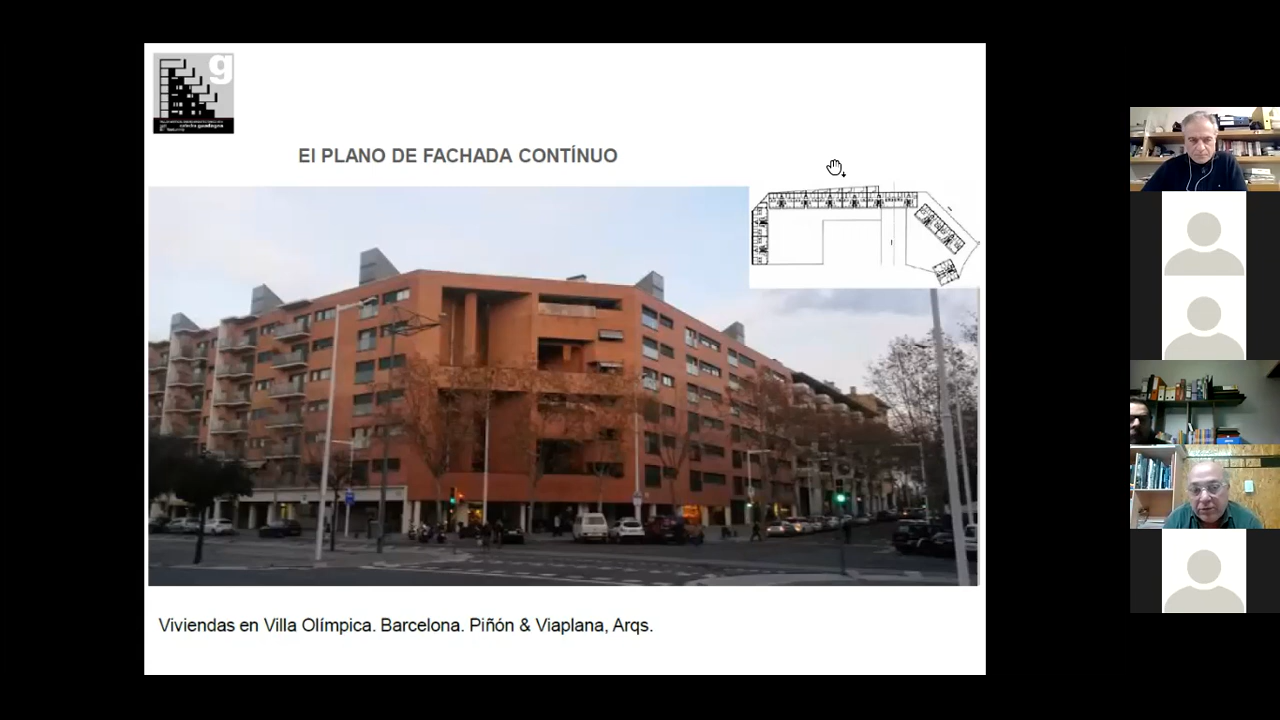 g
El PLANO DE FACHADA CONTÍNUO
Viviendas en Villa Olímpica. Barcelona. Piñón & Viaplana, Arqs.